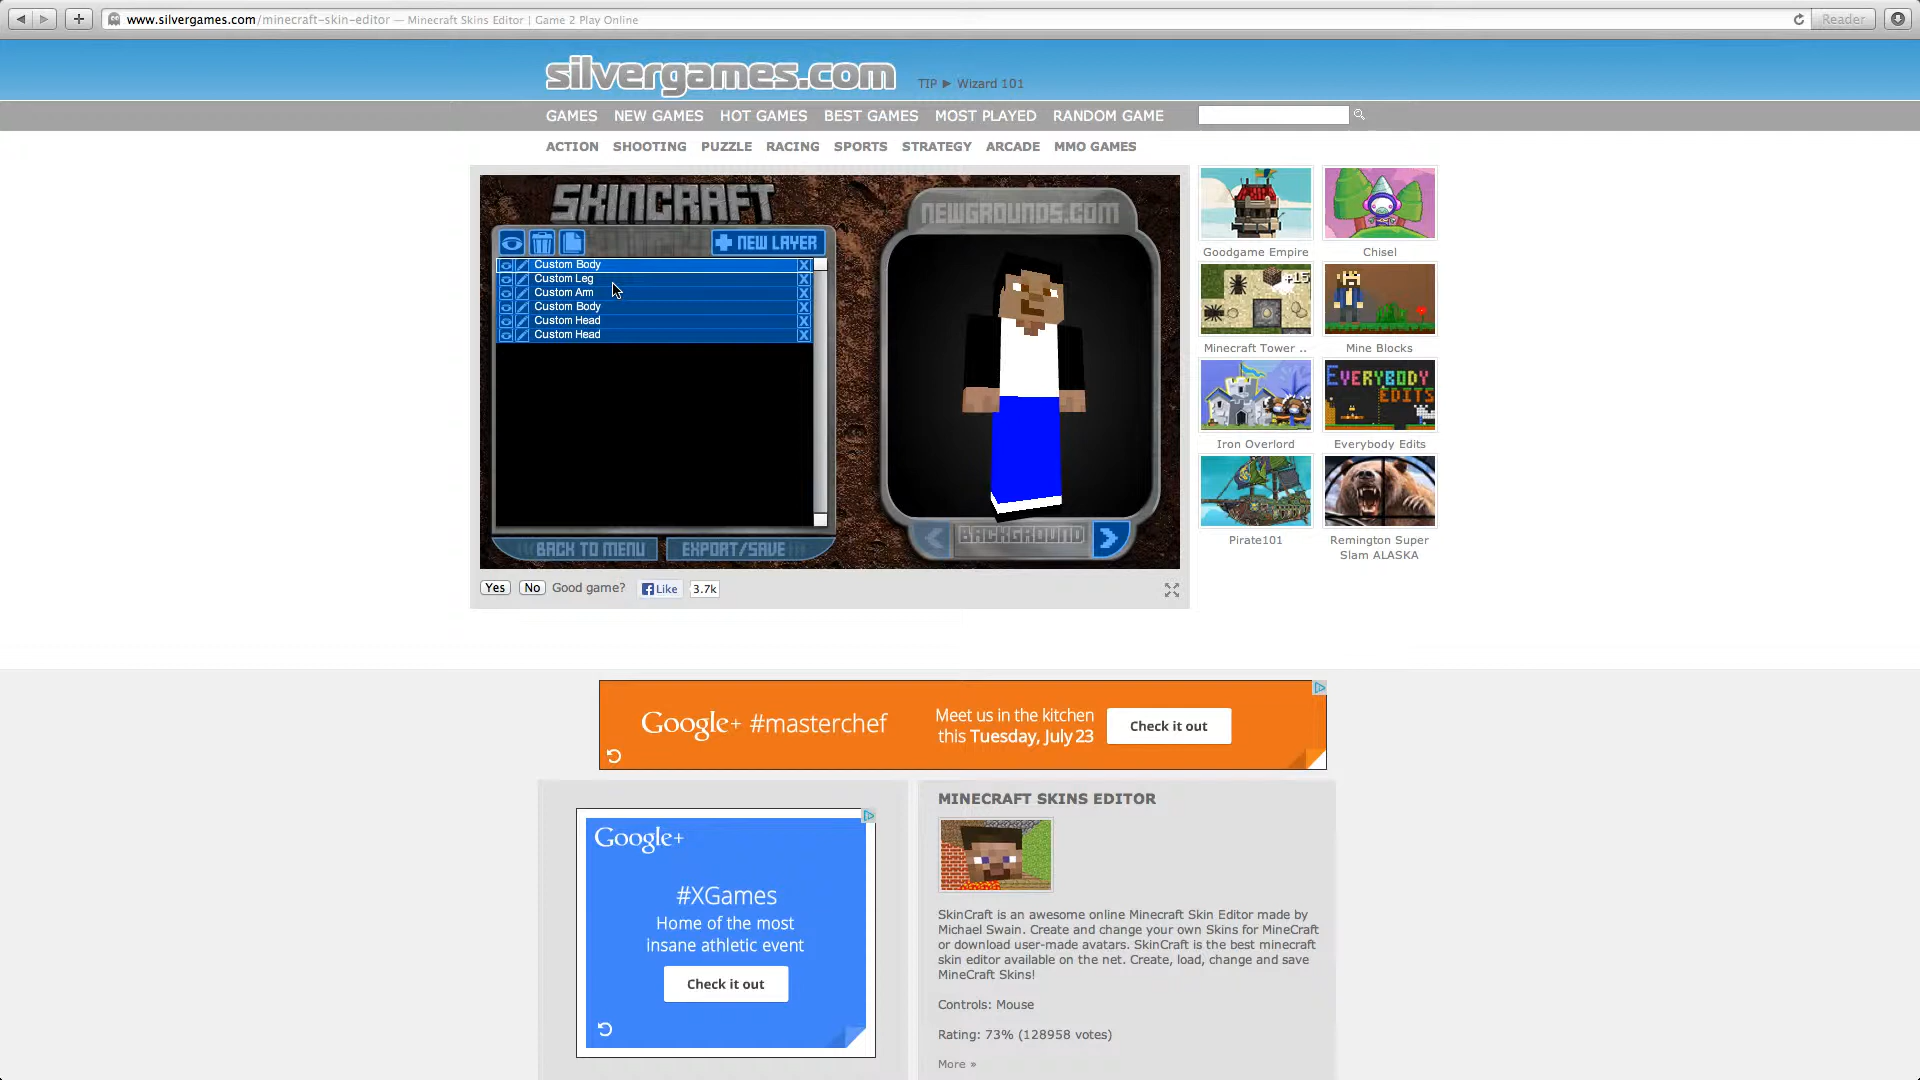 www.silvergames.com/minecraft-skin-editor — Minecraft Skins Editor | Game 2 Play Online
Reader
silvergames.com
TIP ► Wizard 101
GAMES NEW GAMES HOT GAMES BEST GAMES MOST PLAYED RANDOM GAME
ACTION SHOOTING PUZZLE RACING SPORTS STRATEGY ARCADE MMO GAMES
SKINCRAFT
NEWGROUNDS.COM
NEW LAYER
Custom Body X
Custom Leg X
Custom Arm X
Custom Body X
Custom Head X
Custom Head X
BACK TO MENU
EXPORT/SAVE
BACKGROUND
Goodgame Empire
Chisel
+15
Minecraft Tower ..
Mine Blocks
EVERYBODY
EDITS
Iron Overlord
Everybody Edits
Pirate101
Remington Super
Slam ALASKA
Yes No Good game? Like 3.7k
Google+ #masterchef
Meet us in the kitchen
this Tuesday, July 23
Check it out
Google+
#XGames
Home of the most
insane athletic event
Check it out
MINECRAFT SKINS EDITOR
SkinCraft is an awesome online Minecraft Skin Editor made by
Michael Swain. Create and change your own Skins for MineCraft
or download user-made avatars. SkinCraft is the best minecraft
skin editor available on the net. Create, load, change and save
MineCraft Skins!
Controls: Mouse
Rating: 73% (128958 votes)
More »